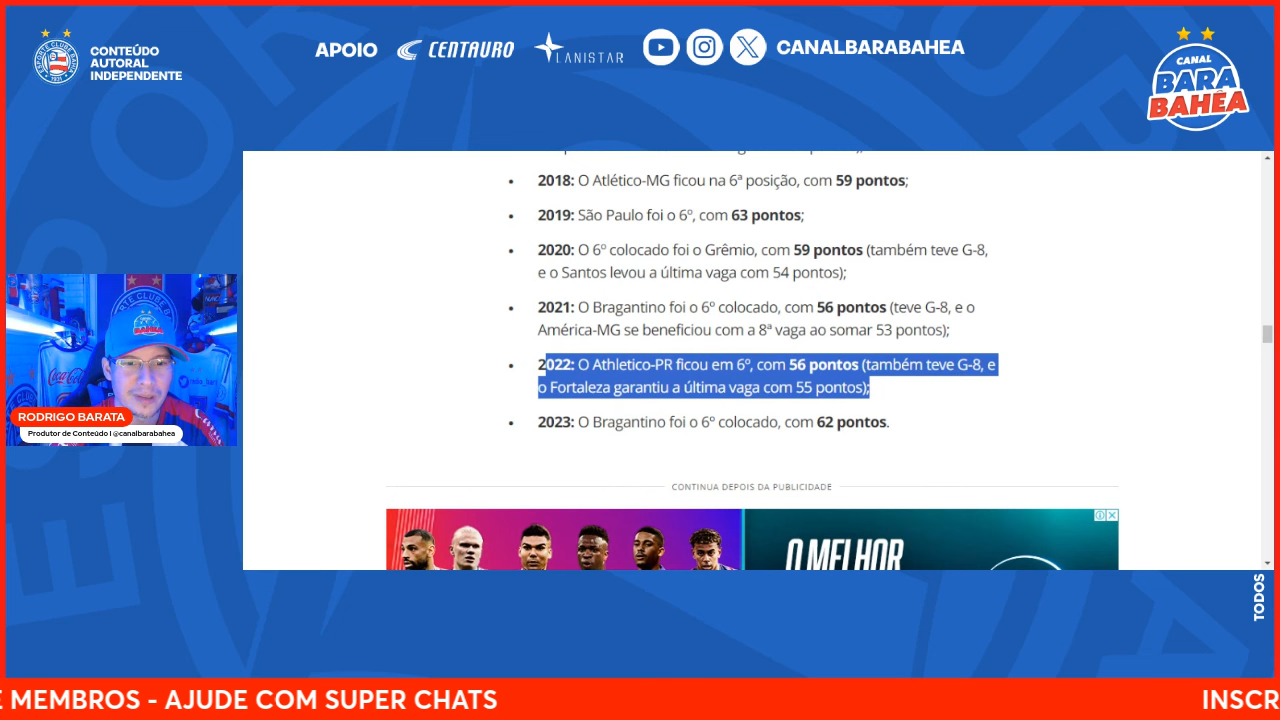 CONTEÚDO
AUTORAL
INDEPENDENTE
APOIO
CENTAURO
LANISTAR
CANALBARABAHEA
CANAL
BARA
BAHÊA
• 2018: O Atlético-MG ficou na 6ª posição, com 59 pontos;
• 2019: São Paulo foi o 6º, com 63 pontos;
• 2020: O 6º colocado foi o Grêmio, com 59 pontos (também teve G-8,
e o Santos levou a última vaga com 54 pontos);
• 2021: O Bragantino foi o 6º colocado, com 56 pontos (teve G-8, e o
América-MG se beneficiou com a 8ª vaga ao somar 53 pontos);
• 2022: O Athletico-PR ficou em 6º, com 56 pontos (também teve G-8, e
o Fortaleza garantiu a última vaga com 55 pontos);
• 2023: O Bragantino foi o 6º colocado, com 62 pontos.
CONTINUA DEPOIS DA PUBLICIDADE
O MELHOR
Coca-Cola
RODRIGO BARATA
Produtor de Conteúdo | @canalbarabahea
TODOS
E MEMBROS - AJUDE COM SUPER CHATS
INSCR